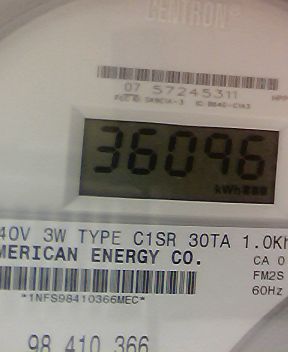 CENTRON®
07 57245311
36096
kWh
40V 3W TYPE C1SR 30TA 1.0Kh
MERICAN ENERGY CO.
CA 0
FM2S
60Hz
*1NFS98410366MEC*
98 410 366